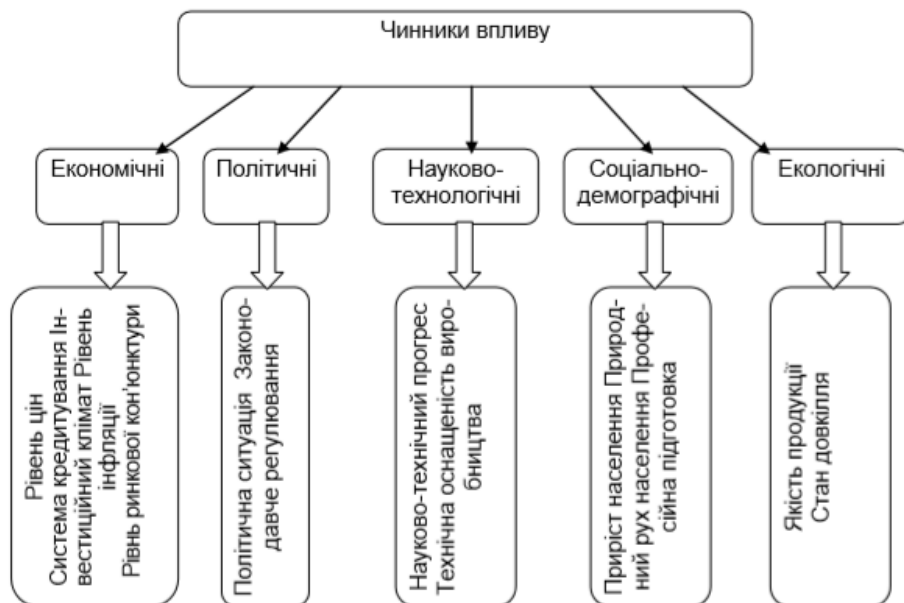 Чинники впливу
Економічні
Політичні
Науково-
технологічні
Соціально-
демографічні
Екологічні
Рівень цін
Система кредитування Ін-
вестиційний клімат Рівень
інфляції
Рівнь ринкової кон'юнктури
Політична ситуація Законо-
давче регулювання
Науково-технічний прогрес
Технічна оснащеність виро-
бництва
Приріст населення Природ-
ний рух населення Профе-
сійна підготовка
Якість продукції
Стан довкілля